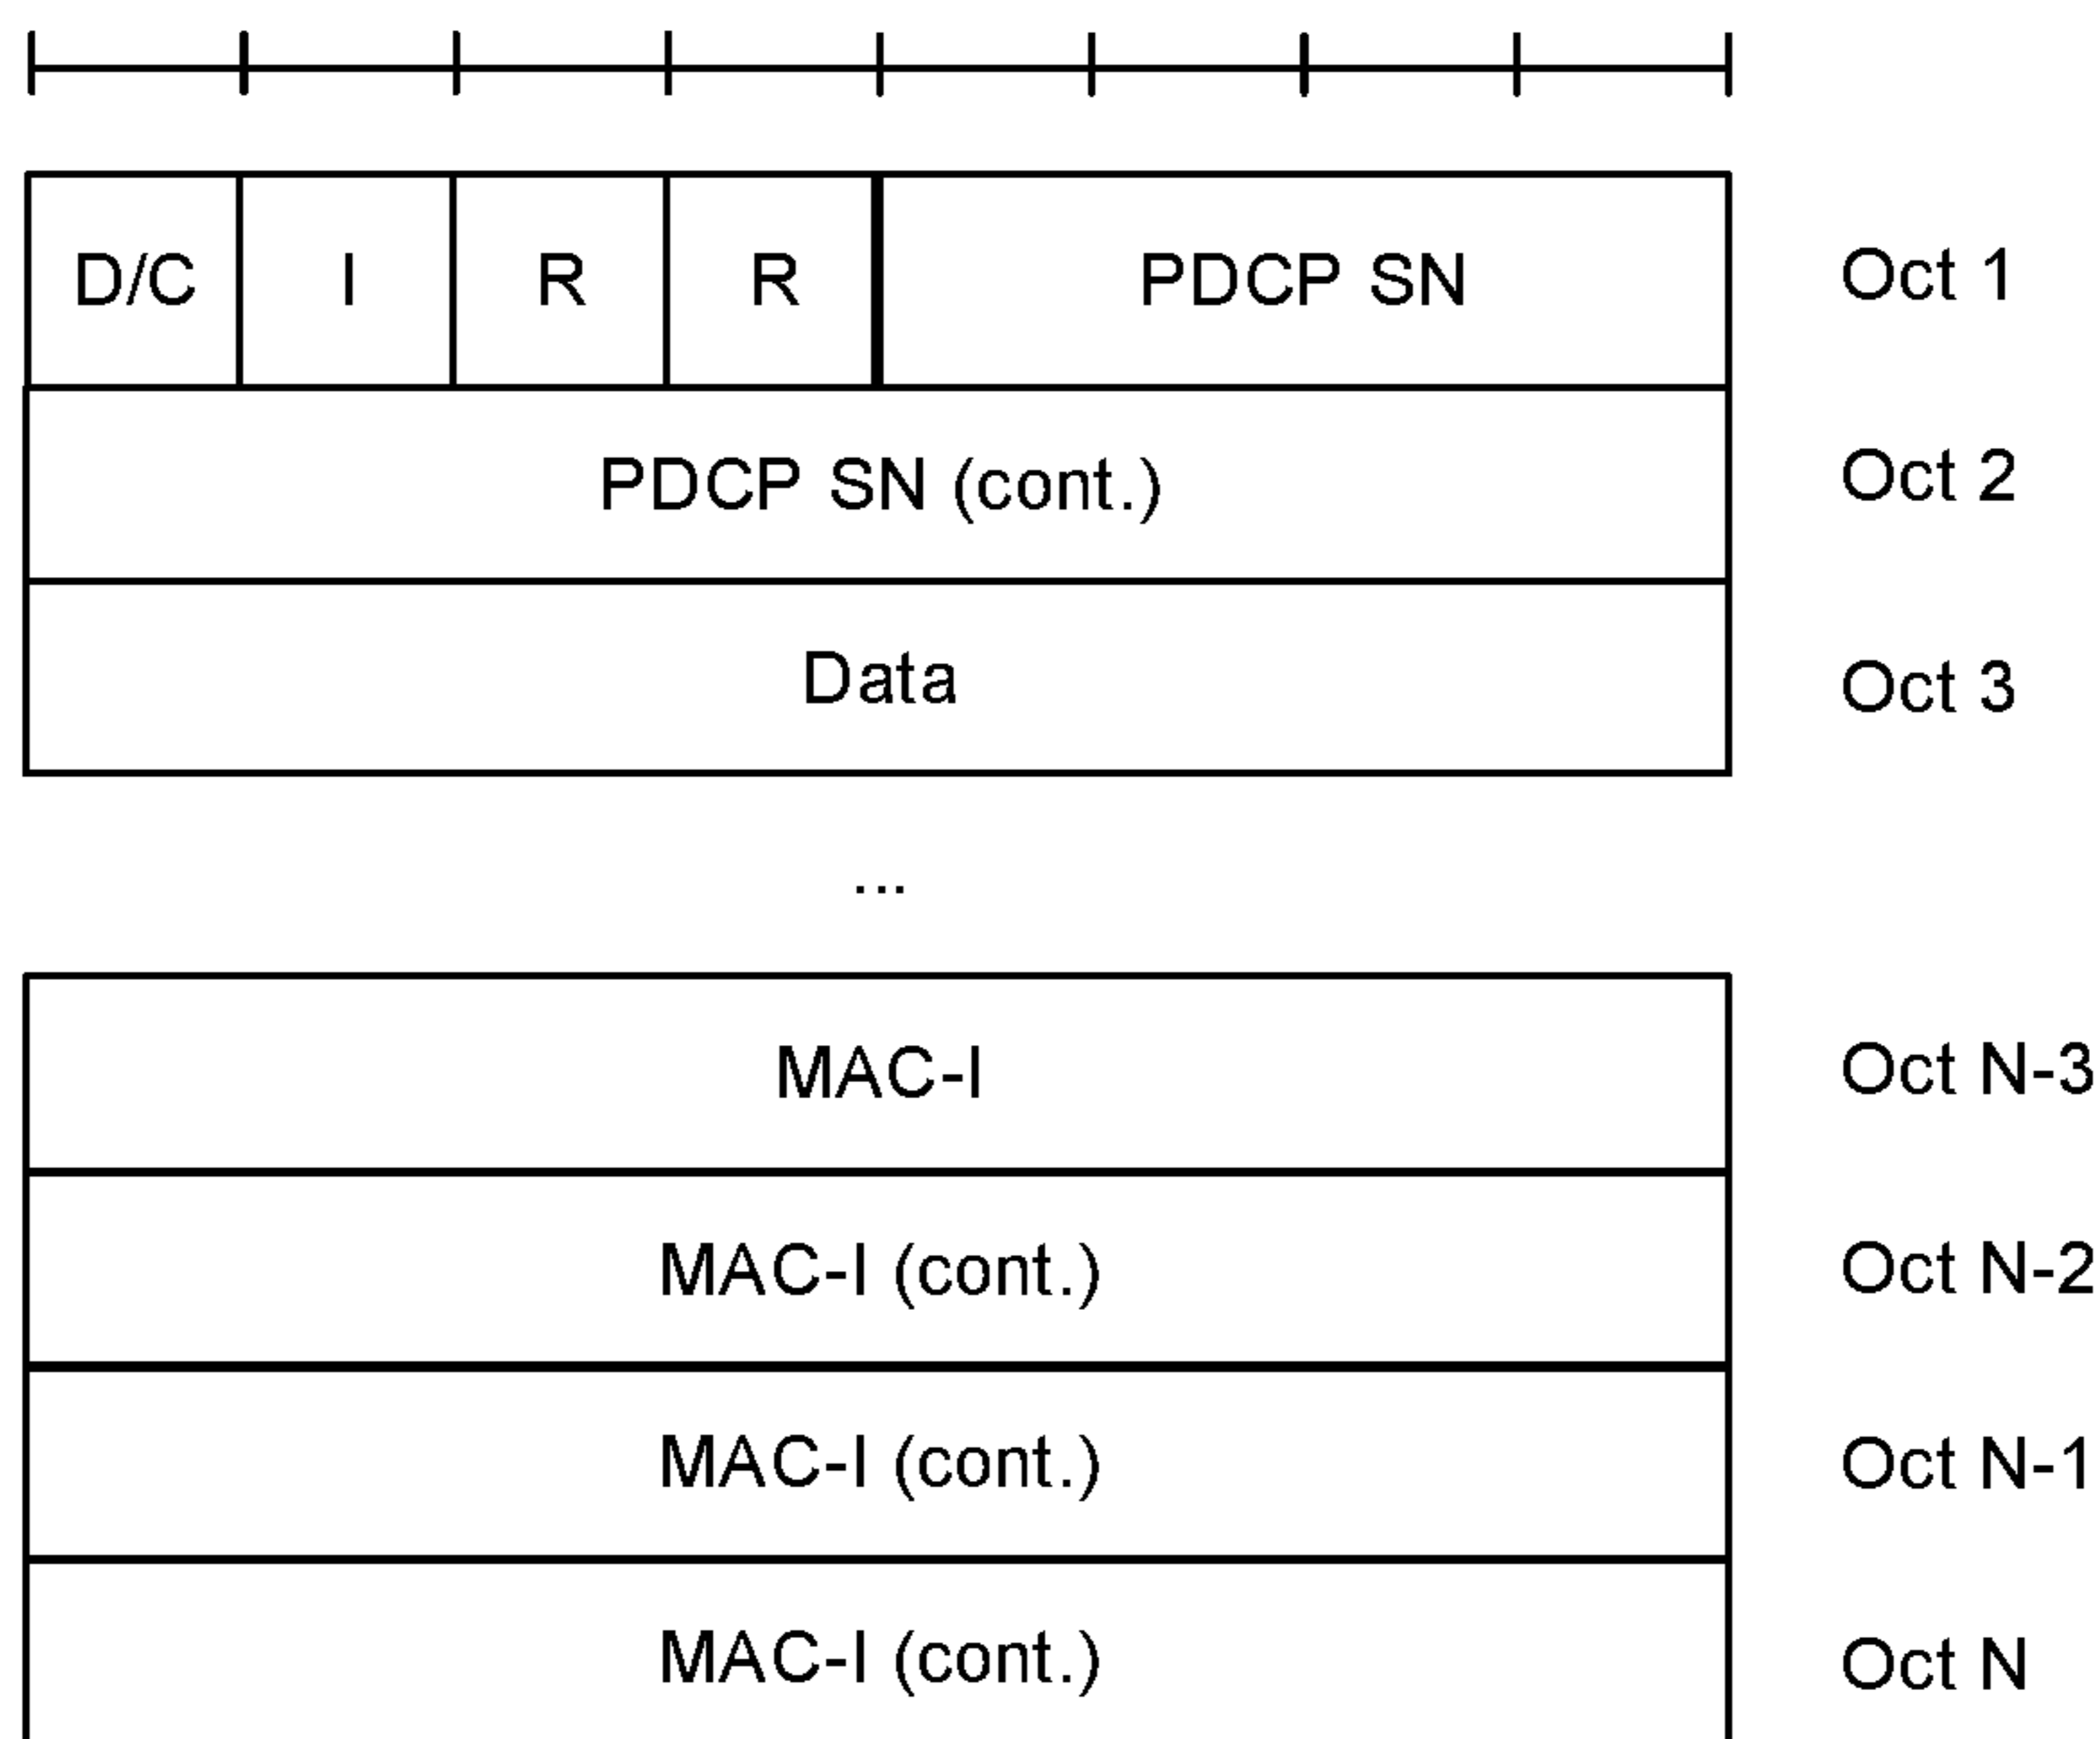 D/C I R R PDCP SN Oct 1
PDCP SN (cont.) Oct 2
Data Oct 3
...
MAC-I Oct N-3
MAC-I (cont.) Oct N-2
MAC-I (cont.) Oct N-1
MAC-I (cont.) Oct N